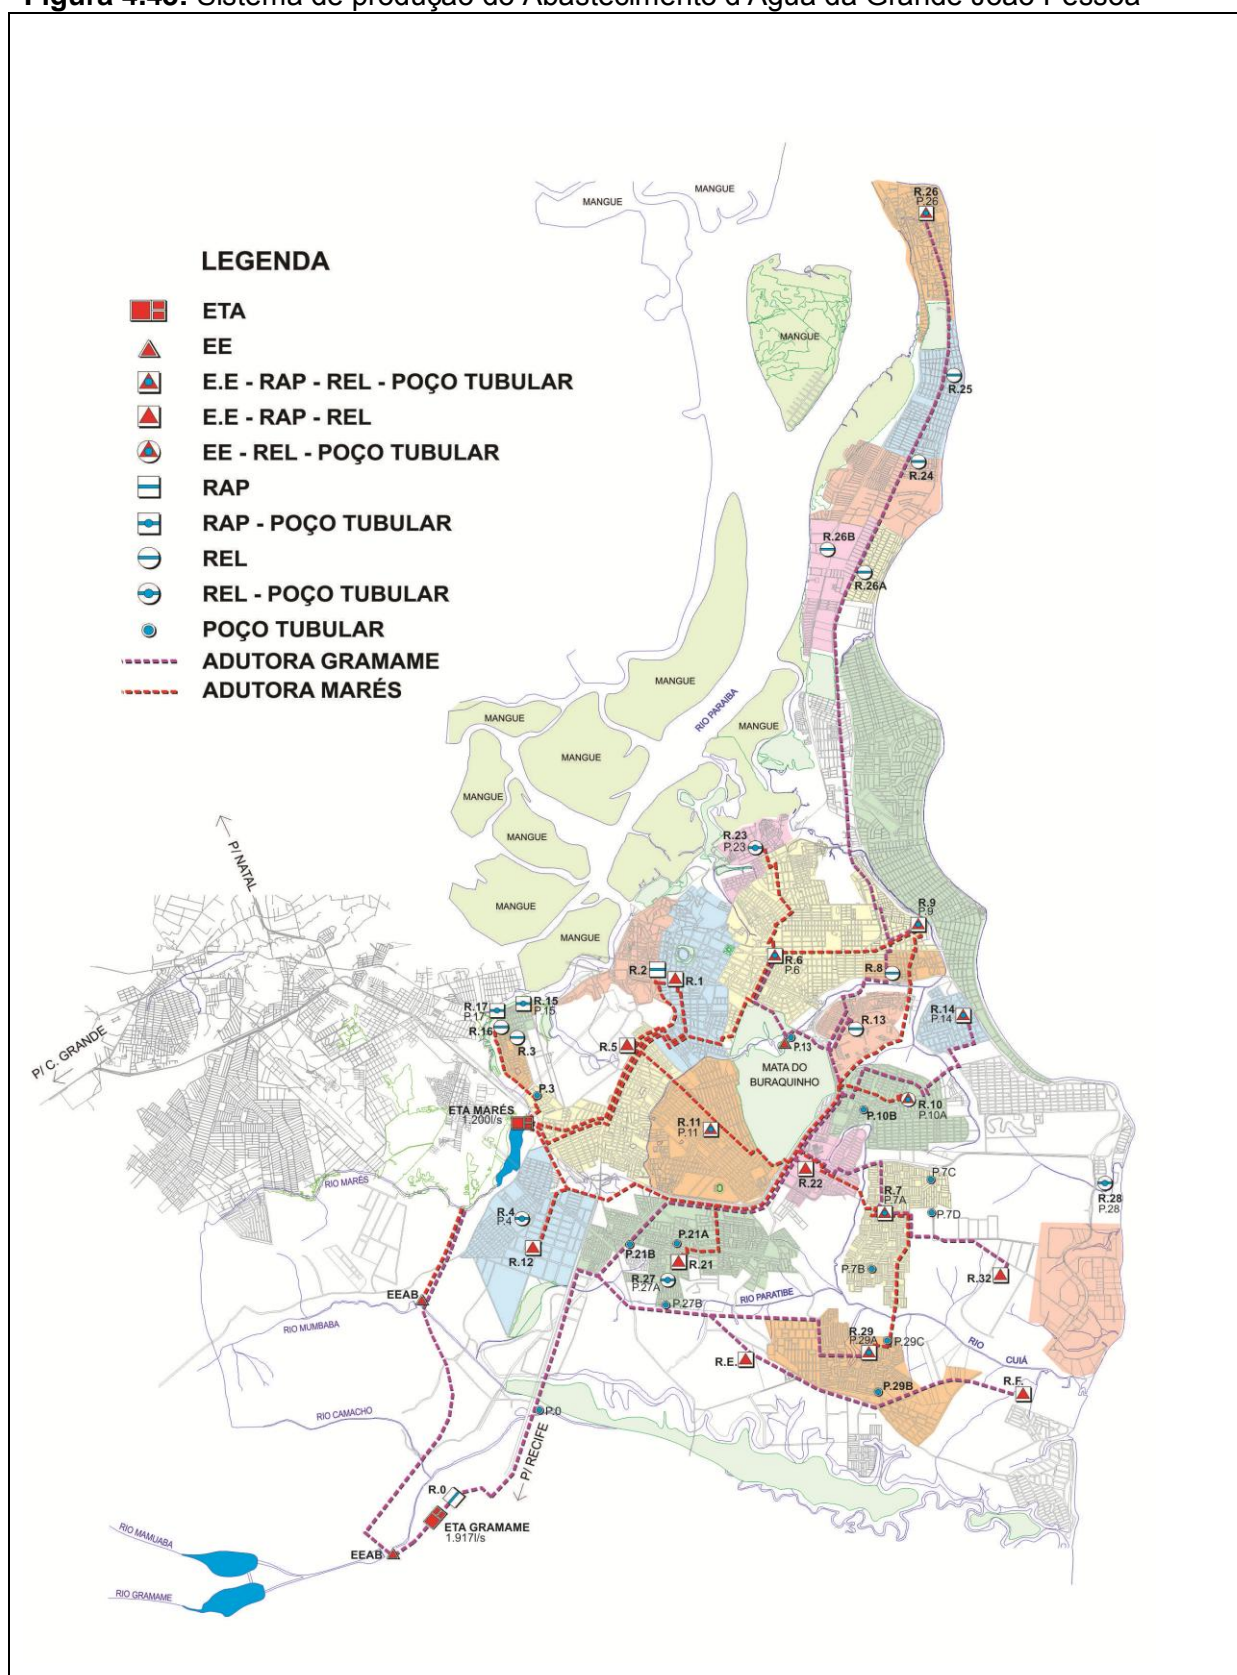 Figura 4.45: Sistema de produção do Abastecimento d'Água da Grande João Pessoa
LEGENDA
ETA
EE
E.E - RAP - REL - POÇO TUBULAR
E.E - RAP - REL
EE - REL - POÇO TUBULAR
RAP
RAP - POÇO TUBULAR
REL
REL - POÇO TUBULAR
POÇO TUBULAR
ADUTORA GRAMAME
ADUTORA MARÉS
MANGUE
MANGUE
R.26
P.26
MANGUE
R.25
R.24
R.26B
R.26A
MANGUE
RIO PARAIBA
MANGUE
MANGUE
MANGUE
MANGUE
MANGUE
MANGUE
MANGUE
P/ NATAL
R.23
P.23
R.9
P.9
R.6
P.6
R.8
R.2
R.1
R.17
P.17
R.15
P.15
R.16
R.3
R.5
R.14
P.14
R.13
P.13
P/ C. GRANDE
MATA DO
BURAQUINHO
P.3
ETA MARÉS
1.200l/s
R.10
P.10A
P.10B
R.11
P.11
R.22
P.7C
R.7
P.7A
P.7D
R.28
P.28
RIO MARÉS
R.4
P.4
R.12
P.21A
P.21B
R.21
R.27
P.27A
P.27B
P.7B
R.32
EEAB
RIO MUMBABA
RIO PARATIBE
RIO
CUIÁ
R.29
P.29A
P.29C
P.29B
R.E.
R.F.
RIO CAMACHO
P.0
P/ RECIFE
R.0
ETA GRAMAME
1.917l/s
EEAB
RIO MAMUABA
RIO GRAMAME